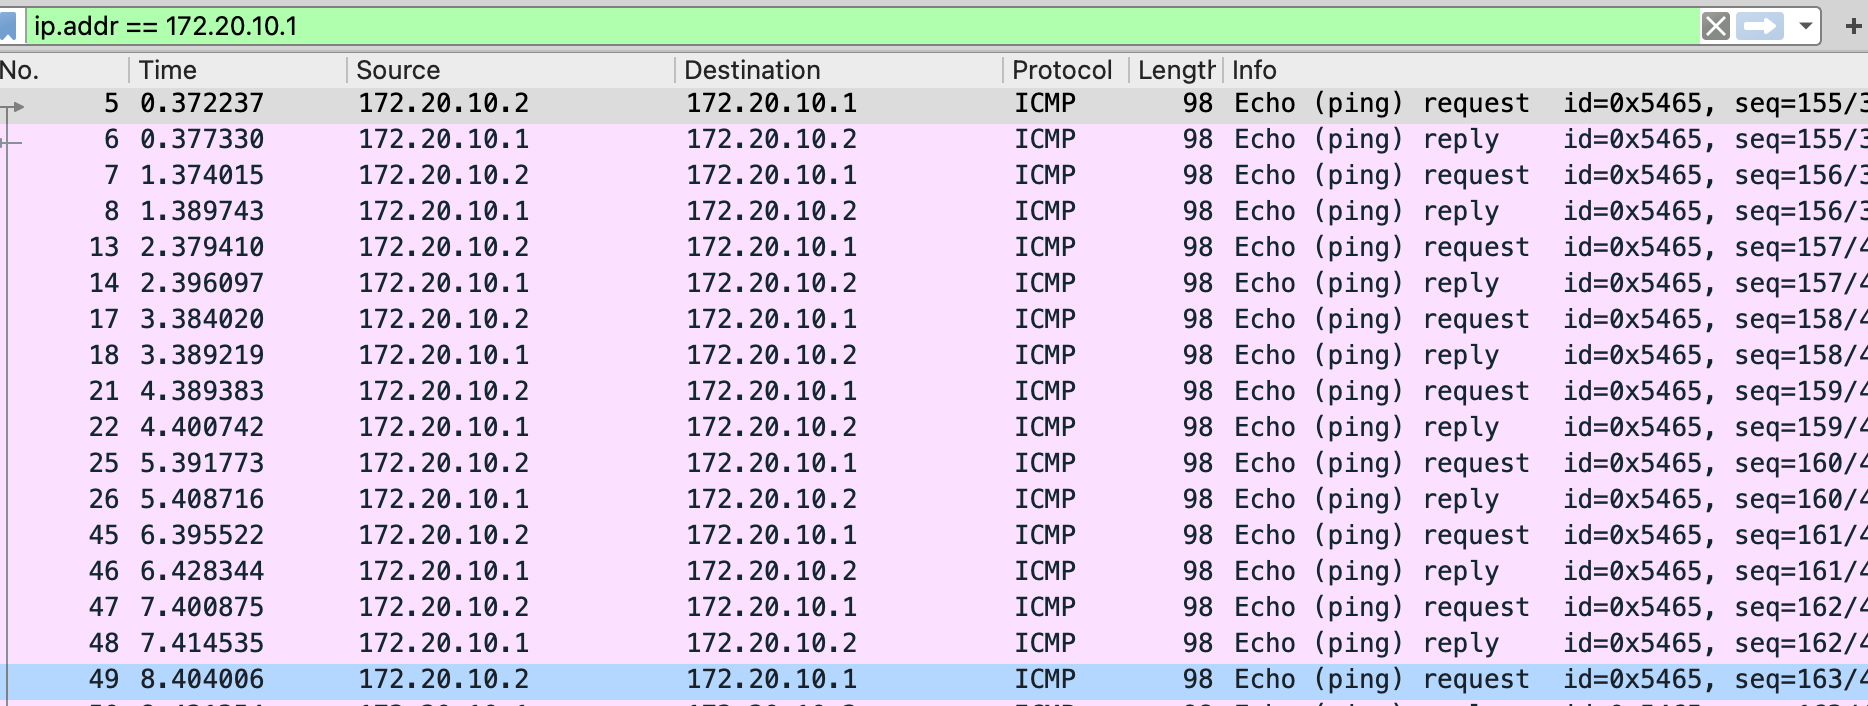 ip.addr == 172.20.10.1
No. Time Source Destination Protocol Length Info
5 0.372237 172.20.10.2 172.20.10.1 ICMP 98 Echo (ping) request id=0x5465, seq=155/3
6 0.377330 172.20.10.1 172.20.10.2 ICMP 98 Echo (ping) reply id=0x5465, seq=155/3
7 1.374015 172.20.10.2 172.20.10.1 ICMP 98 Echo (ping) request id=0x5465, seq=156/3
8 1.389743 172.20.10.1 172.20.10.2 ICMP 98 Echo (ping) reply id=0x5465, seq=156/3
13 2.379410 172.20.10.2 172.20.10.1 ICMP 98 Echo (ping) request id=0x5465, seq=157/4
14 2.396097 172.20.10.1 172.20.10.2 ICMP 98 Echo (ping) reply id=0x5465, seq=157/4
17 3.384020 172.20.10.2 172.20.10.1 ICMP 98 Echo (ping) request id=0x5465, seq=158/4
18 3.389219 172.20.10.1 172.20.10.2 ICMP 98 Echo (ping) reply id=0x5465, seq=158/4
21 4.389383 172.20.10.2 172.20.10.1 ICMP 98 Echo (ping) request id=0x5465, seq=159/4
22 4.400742 172.20.10.1 172.20.10.2 ICMP 98 Echo (ping) reply id=0x5465, seq=159/4
25 5.391773 172.20.10.2 172.20.10.1 ICMP 98 Echo (ping) request id=0x5465, seq=160/4
26 5.408716 172.20.10.1 172.20.10.2 ICMP 98 Echo (ping) reply id=0x5465, seq=160/4
45 6.395522 172.20.10.2 172.20.10.1 ICMP 98 Echo (ping) request id=0x5465, seq=161/4
46 6.428344 172.20.10.1 172.20.10.2 ICMP 98 Echo (ping) reply id=0x5465, seq=161/4
47 7.400875 172.20.10.2 172.20.10.1 ICMP 98 Echo (ping) request id=0x5465, seq=162/4
48 7.414535 172.20.10.1 172.20.10.2 ICMP 98 Echo (ping) reply id=0x5465, seq=162/4
49 8.404006 172.20.10.2 172.20.10.1 ICMP 98 Echo (ping) request id=0x5465, seq=163/4